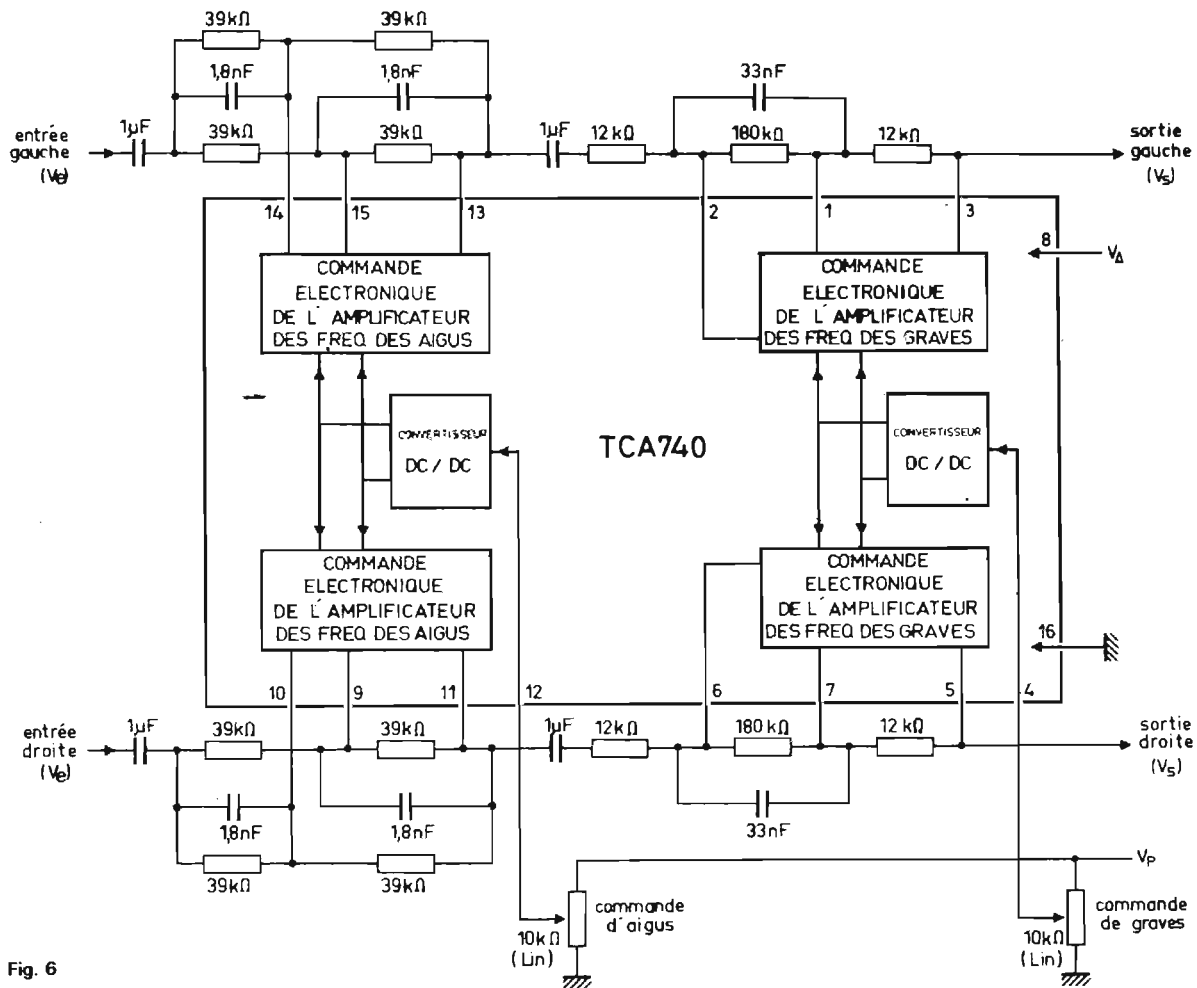 39kΩ
39kΩ
1,8nF
1,8nF
33nF
entrée
gauche
(Ve)
1µF
39kΩ
39kΩ
1µF
12kΩ
180kΩ
12kΩ
sortie
gauche
(Vs)
14
15
13
2
1
3
8
VΔ
COMMANDE
ELECTRONIQUE
DE L´AMPLIFICATEUR
DES FREQ DES AIGUS
COMMANDE
ELECTRONIQUE
DE L´AMPLIFICATEUR
DES FREQ DES GRAVES
CONVERTISSEUR
DC / DC
TCA740
CONVERTISSEUR
DC / DC
COMMANDE
ELECTRONIQUE
DE L´AMPLIFICATEUR
DES FREQ DES AIGUS
COMMANDE
ELECTRONIQUE
DE L´AMPLIFICATEUR
DES FREQ DES GRAVES
16
10
9
11
12
6
7
5
4
entrée
droite
(Ve)
1µF
39kΩ
39kΩ
1µF
12kΩ
180kΩ
12kΩ
sortie
droite
(Vs)
1,8nF
1,8nF
33nF
39kΩ
39kΩ
Vp
commande
d´aigus
10kΩ
(Lin)
commande
de graves
10kΩ
(Lin)
Fig. 6